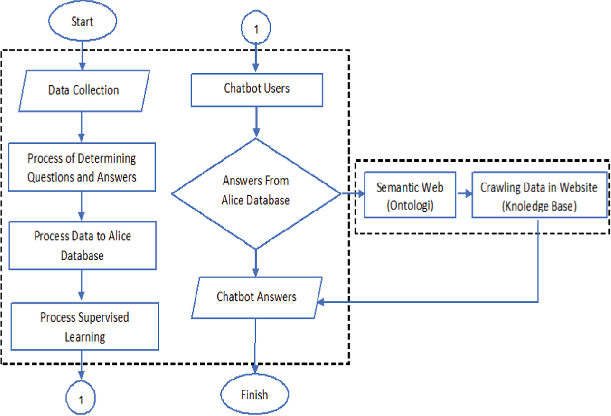 Start
Data Collection
Process of Determining
Questions and Answers
Process Data to Alice
Database
Process Supervised
Learning
1
1
Chatbot Users
Answers From
Alice Database
Chatbot Answers
Finish
Semantic Web
(Ontologi)
Crawling Data in Website
(Knoledge Base)